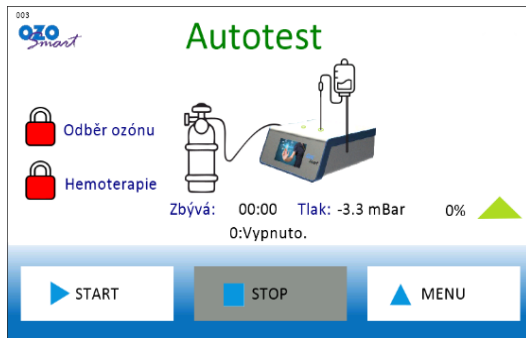 003
OZO
Smart
Autotest
Odběr ozónu
Hemoterapie
Zbývá: 00:00 Tlak: -3.3 mBar 0%
0:Vypnuto.
START STOP MENU